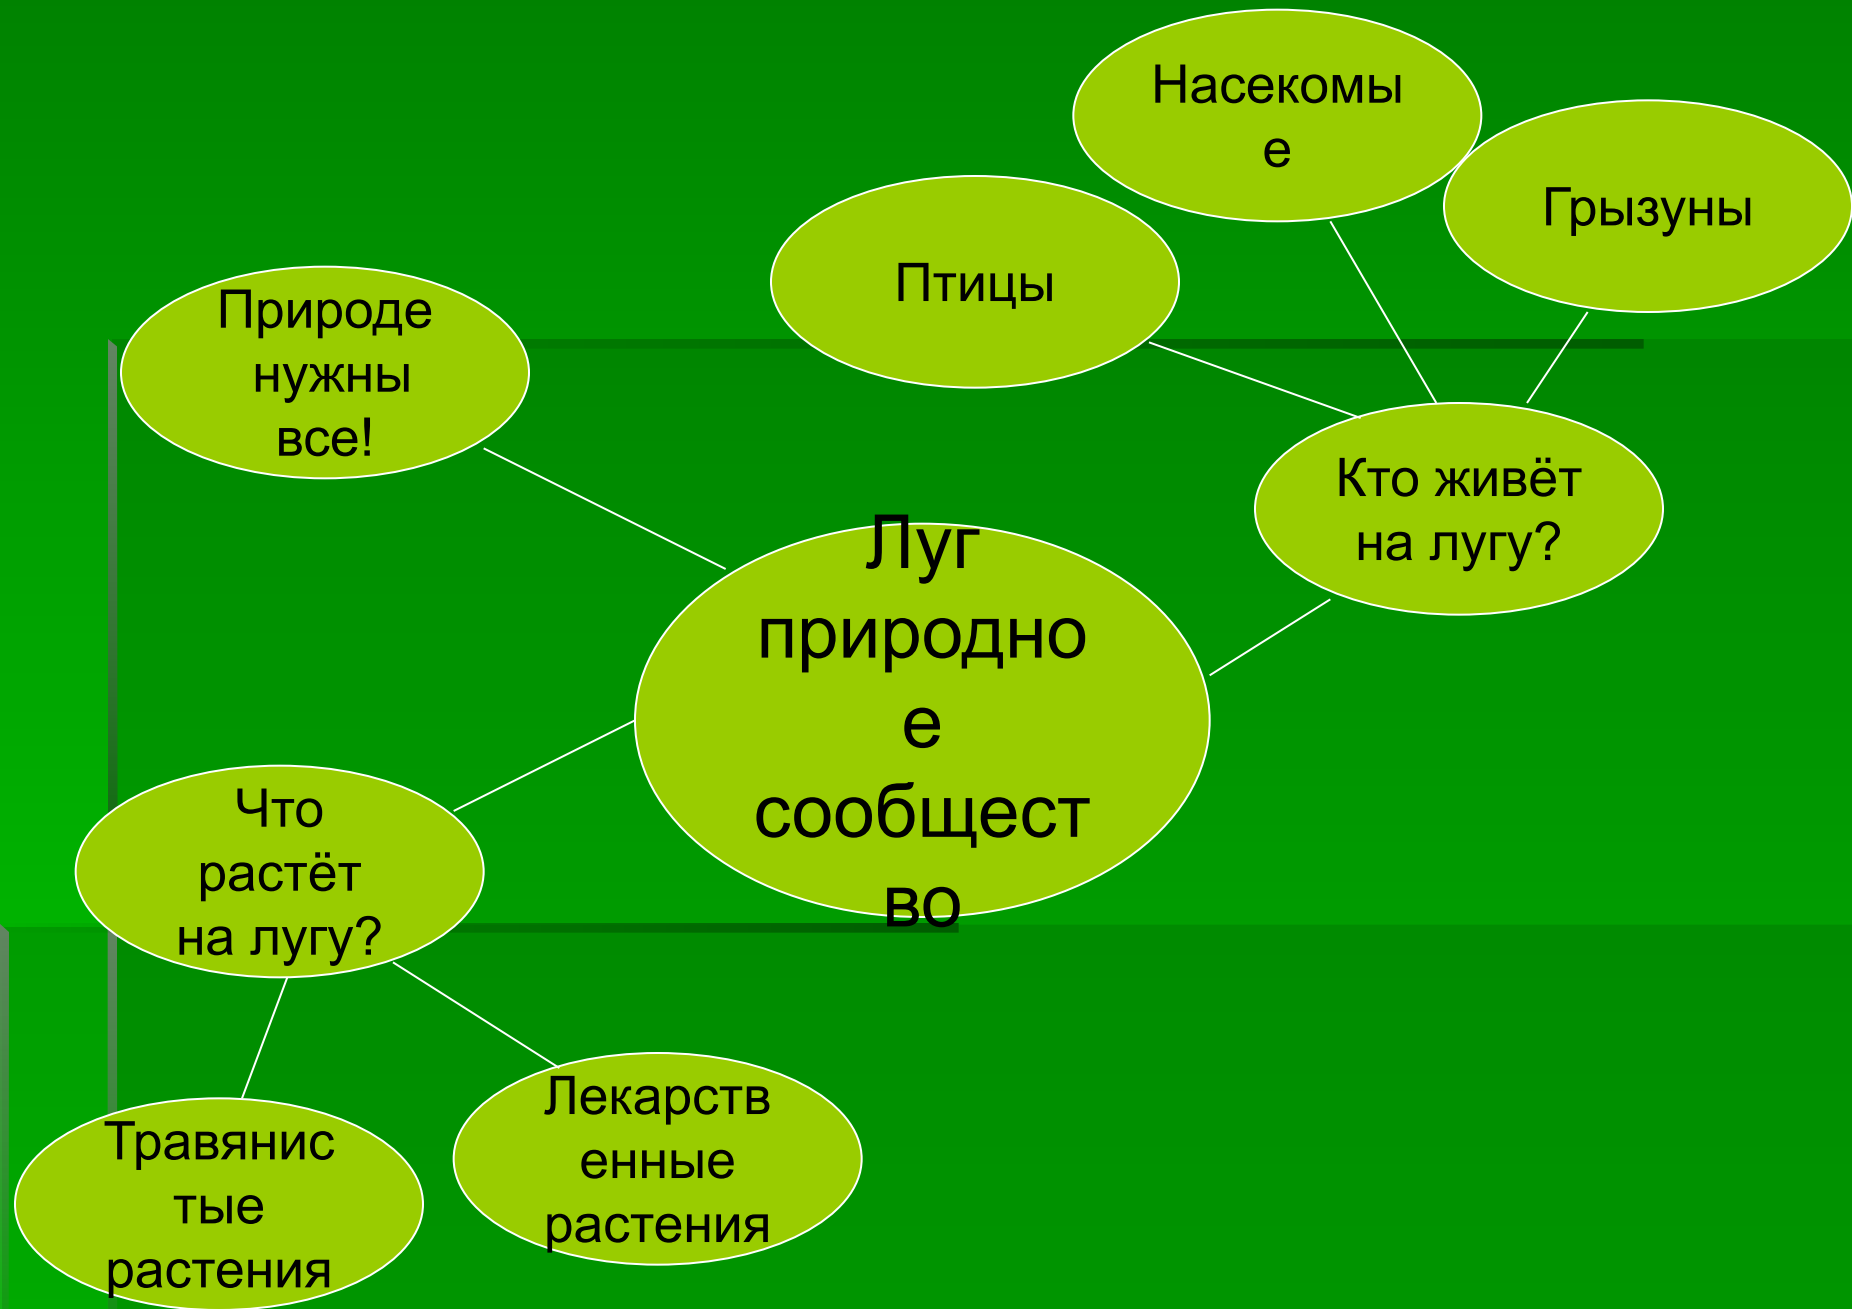 Насекомы
е
Грызуны
Птицы
Природе
нужны
все!
Кто живёт
на лугу?
Луг
природно
е
сообщест
во
Что
растёт
на лугу?
Лекарств
енные
растения
Травянис
тые
растения